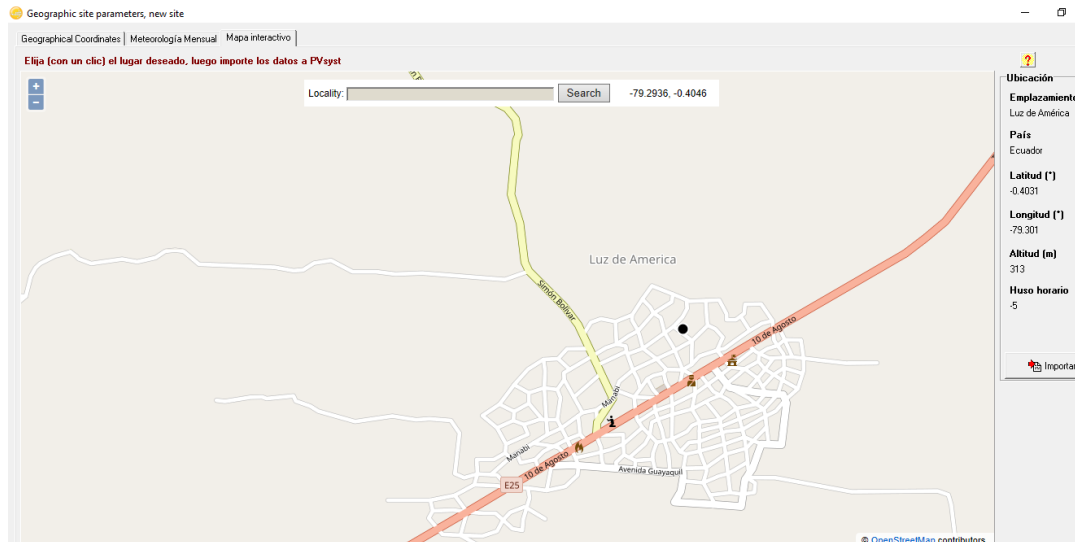 Geographic site parameters, new site
Geographical Coordinates
Meteorología Mensual
Mapa interactivo
Elija (con un clic) el lugar deseado, luego importe los datos a PVsyst
?
+
−
Locality:
Search
-79.2936, -0.4046
Luz de America
Simón Bolívar
10 de Agosto
Manabi
Manabi
10 de Agosto
Avenida Guayaquil
E25
© OpenStreetMap contributors.
Ubicación
Emplazamiento
Luz de América
País
Ecuador
Latitud (°)
-0.4031
Longitud (°)
-79.301
Altitud (m)
313
Huso horario
-5
Importar